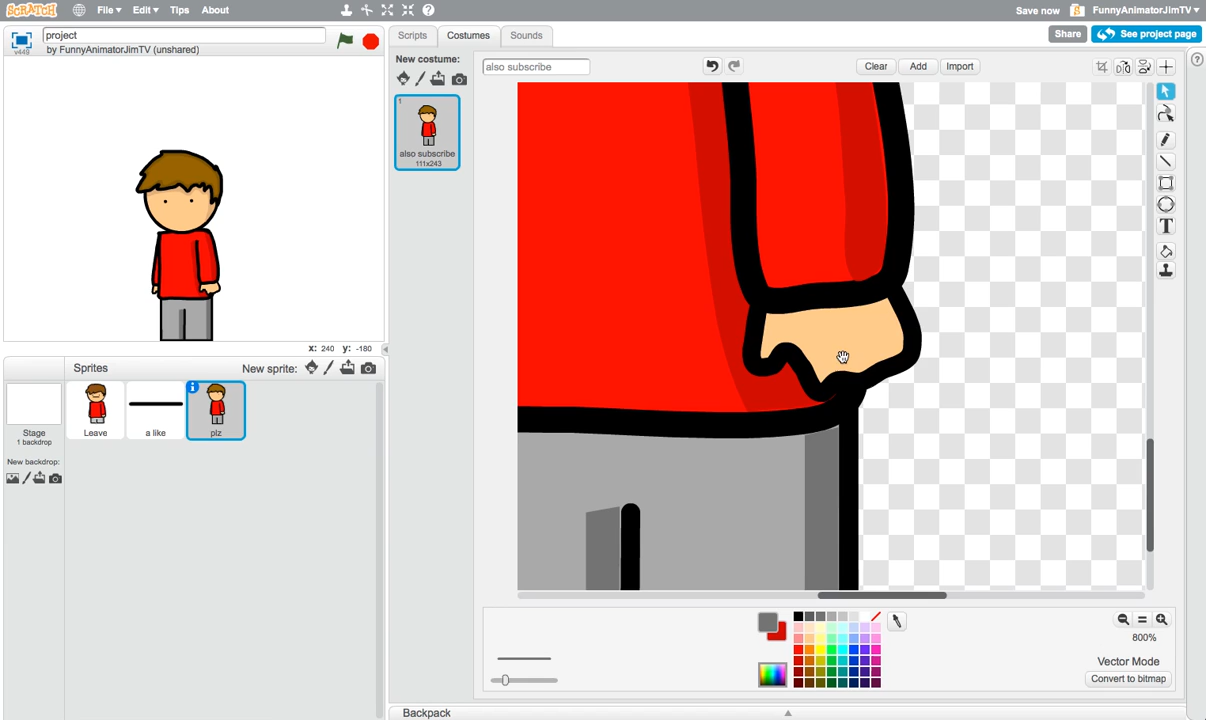 SCRATCH File▾ Edit▾ Tips About Save now FunnyAnimatorJimTV▾
v449 project
by FunnyAnimatorJimTV (unshared)
Scripts Costumes Sounds Share See project page
New costume: also subscribe Clear Add Import
1
also subscribe
111x243
T
x: 240 y: -180
Sprites New sprite:
Stage
1 backdrop
New backdrop:
Leave a like plz
800%
Vector Mode
Convert to bitmap
Backpack